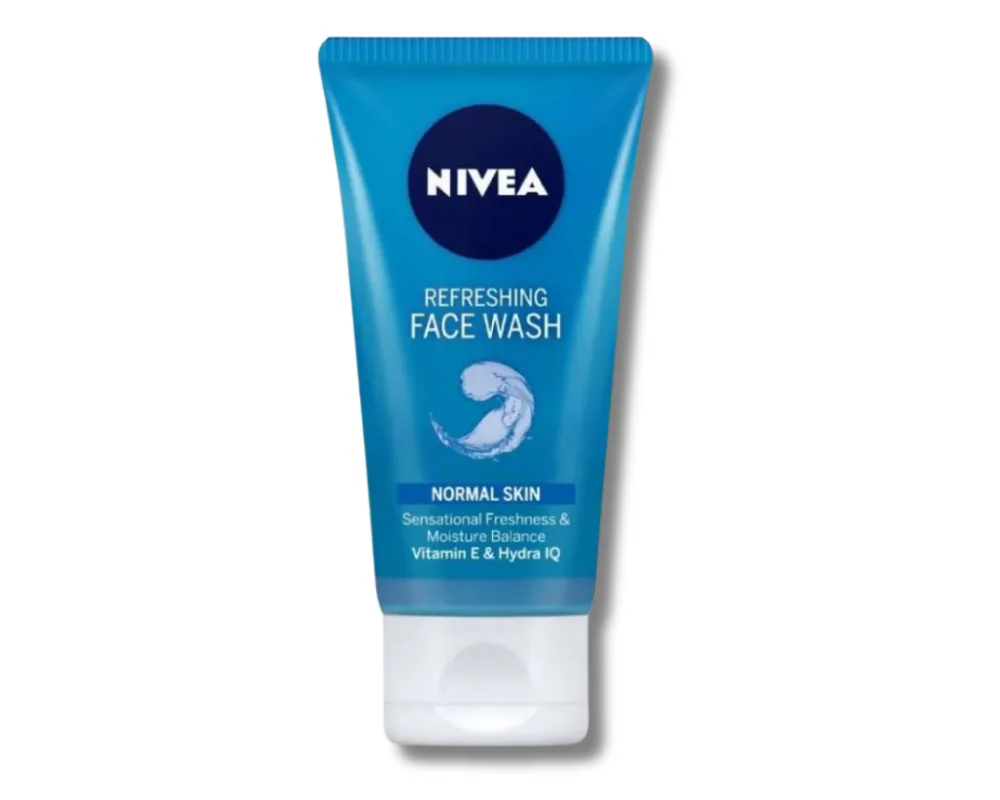 NIVEA
REFRESHING
FACE WASH
NORMAL SKIN
Sensational Freshness &
Moisture Balance
Vitamin E & Hydra IQ